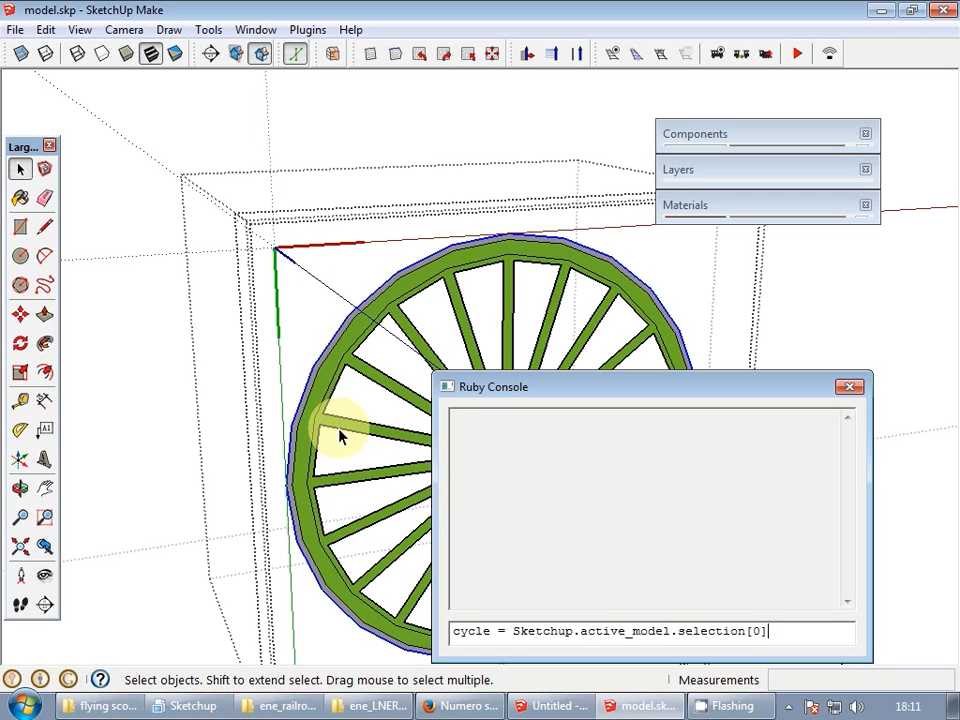 model.skp - SketchUp Make
File Edit View Camera Draw Tools Window Plugins Help
Larg...
Components
Layers
Materials
A1
Ruby Console
cycle = Sketchup.active_model.selection[0]
Select objects. Shift to extend select. Drag mouse to select multiple.
Measurements
flying sco...
Sketchup
ene_railro...
ene_LNER...
Numero s...
Untitled -...
model.sk...
Flashing
18:11